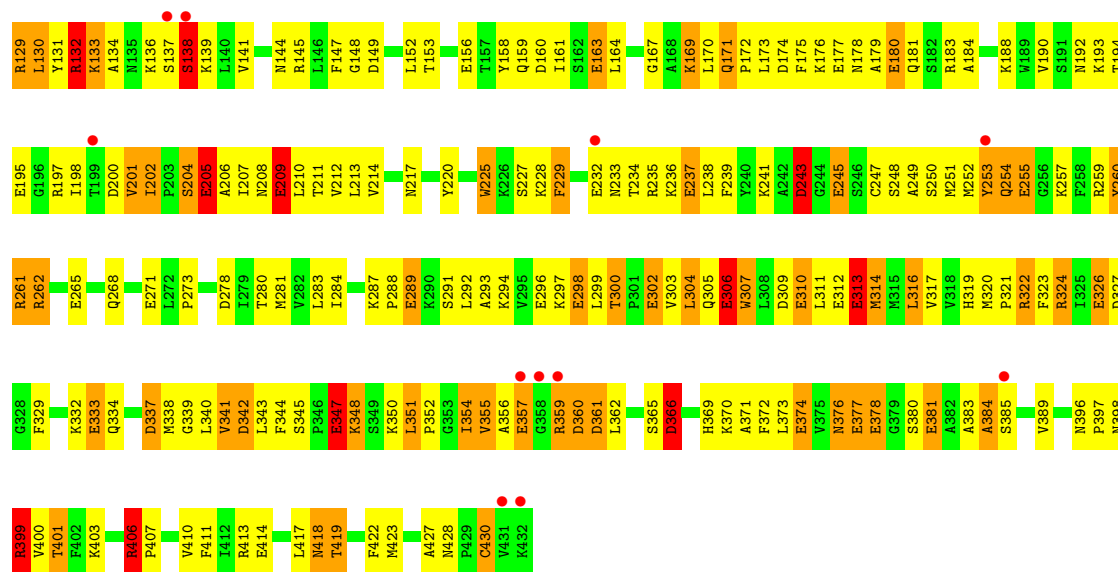 R129 L130 Y131 R132 K133 A134 N135 K136 S137 S138 K139 L140 V141 N144 R145 L146 F147 G148 D149 L152 T153 E156 T157 Y158 Q159 D160 I161 S162 E163 L164 G167 A168 K169 L170 Q171 P172 L173 D174 F175 K176 E177 N178 A179 E180 Q181 S182 R183 A184 K188 W189 V190 S191 N192 K193 T194
E195 G196 R197 I198 T199 D200 V201 I202 P203 S204 E205 A206 I207 N208 E209 L210 T211 V212 L213 V214 N217 Y220 W225 K226 S227 K228 F229 E232 N233 T234 R235 K236 E237 L238 F239 Y240 K241 A242 D243 G244 E245 S246 C247 S248 A249 S250 M251 M252 Y253 Q254 E255 G256 K257 F258 R259 Y260
R261 R262 E265 Q268 E271 L272 P273 D278 I279 T280 M281 V282 L283 I284 K287 P288 E289 K290 S291 L292 A293 K294 V295 E296 K297 E298 L299 T300 P301 E302 V303 L304 Q305 E306 W307 L308 D309 E310 L311 E312 E313 M314 M315 L316 V317 V318 H319 M320 P321 R322 F323 R324 I325 E326 D327
G328 F329 K332 E333 Q334 D337 M338 G339 L340 V341 D342 L343 F344 S345 P346 E347 K348 S349 K350 L351 P352 G353 I354 V355 A356 E357 G358 R359 D360 D361 L362 S365 D366 H369 K370 A371 F372 L373 E374 V375 N376 E377 E378 G379 S380 E381 A382 A383 A384 S385 V389 N396 P397 N398
R399 V400 T401 F402 K403 R406 P407 V410 F411 I412 R413 E414 L417 N418 T419 F422 M423 A427 N428 P429 C430 V431 K432